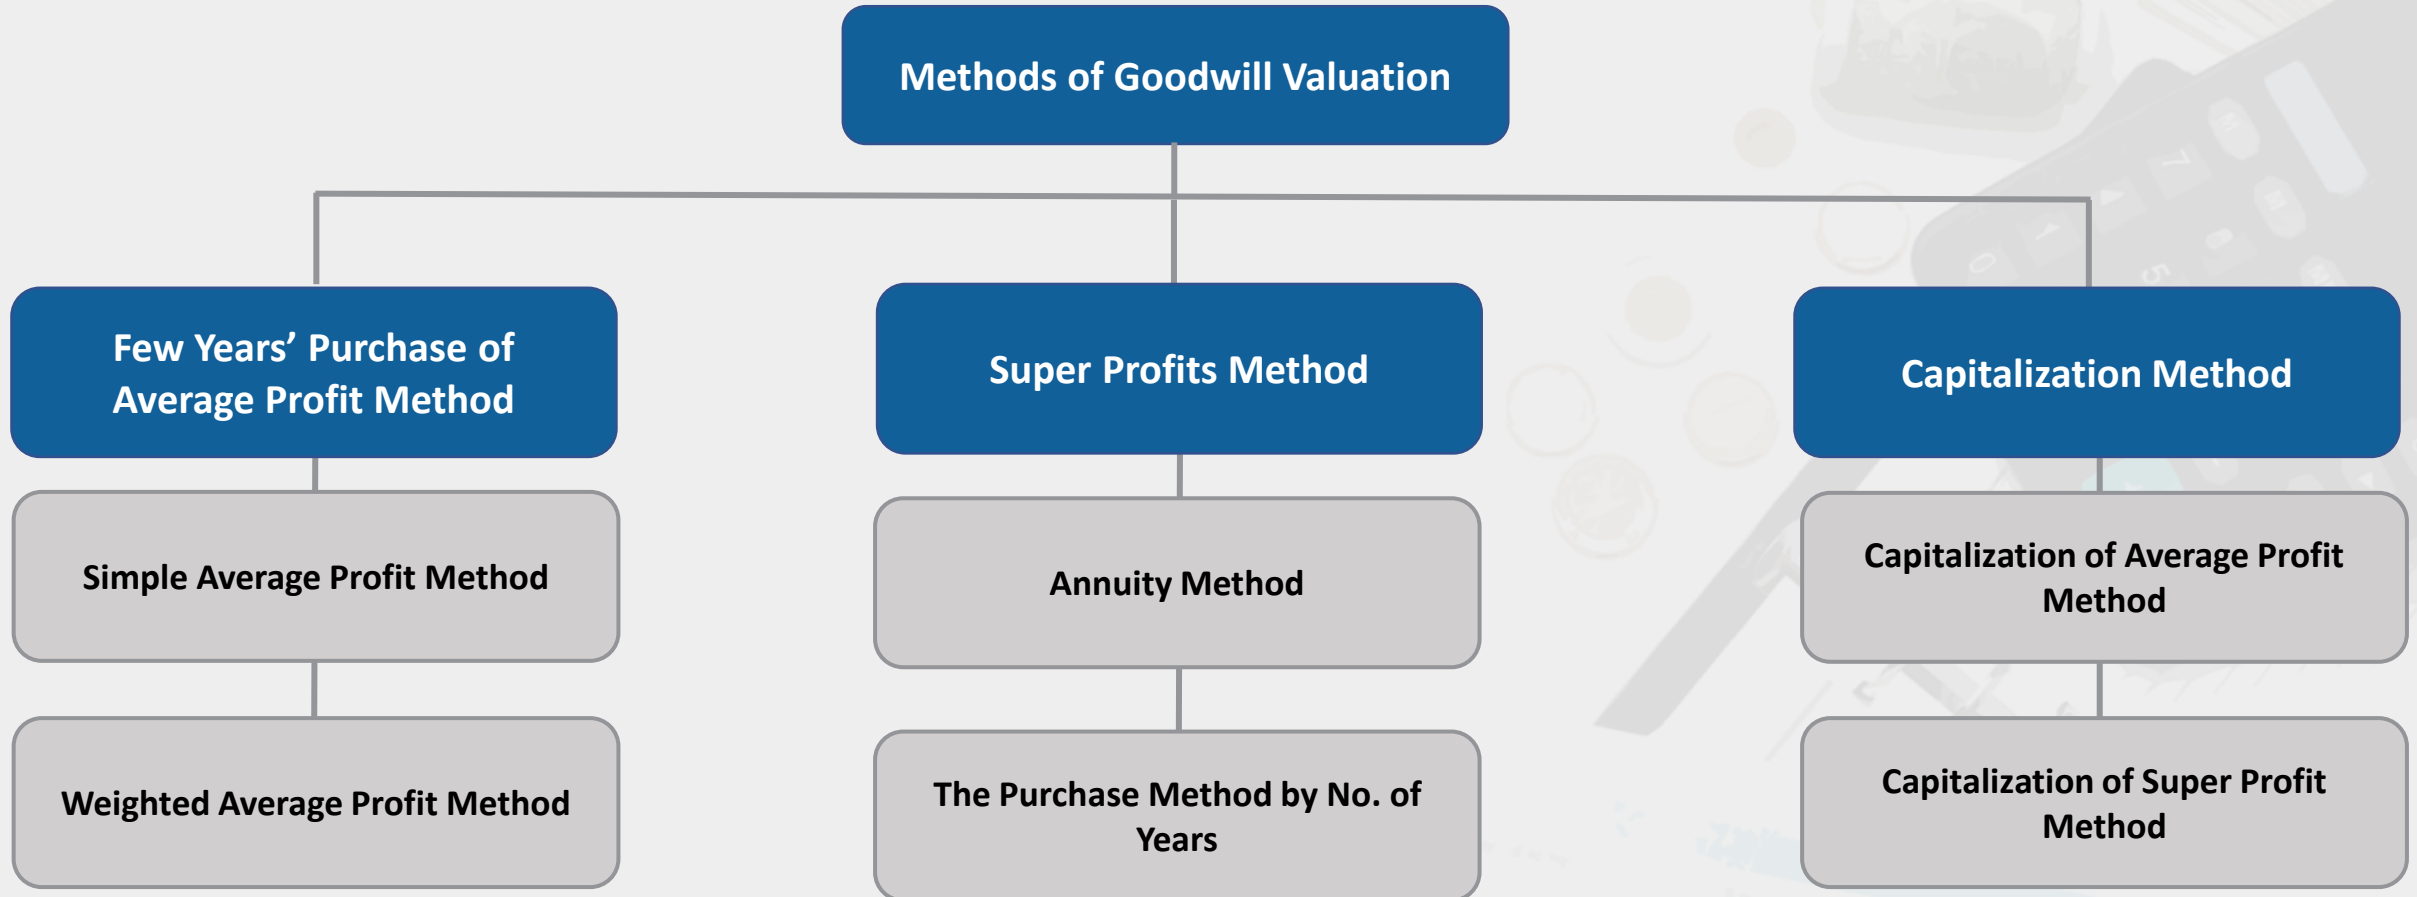 Methods of Goodwill Valuation
Few Years’ Purchase of
Average Profit Method
Super Profits Method
Capitalization Method
Simple Average Profit Method
Annuity Method
Capitalization of Average Profit
Method
Weighted Average Profit Method
The Purchase Method by No. of
Years
Capitalization of Super Profit
Method